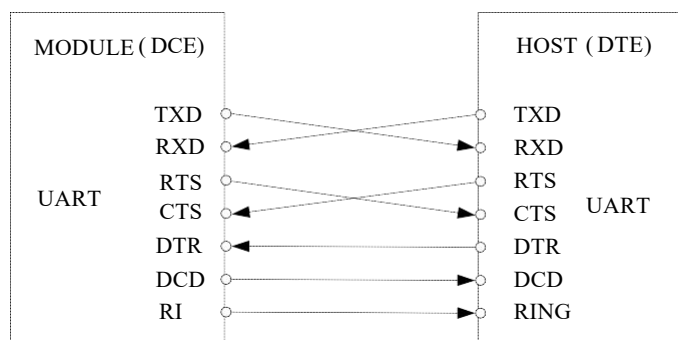 MODULE ( DCE) HOST (DTE)
TXD TXD
RXD RXD
RTS RTS
UART UART
CTS CTS
DTR DTR
DCD DCD
RI RING